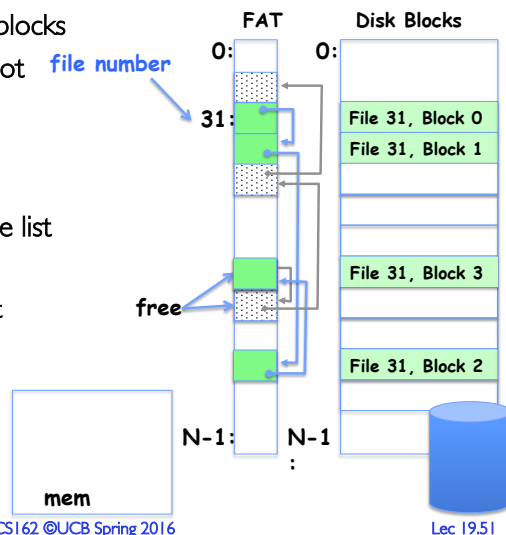 FAT
Disk Blocks
blocks
ot
file number
0:
0:
31:
File 31, Block 0
File 31, Block 1
e list
File 31, Block 3
free
t
File 31, Block 2
N-1:
N-1
:
mem
CS162 ©UCB Spring 2016
Lec 19.51